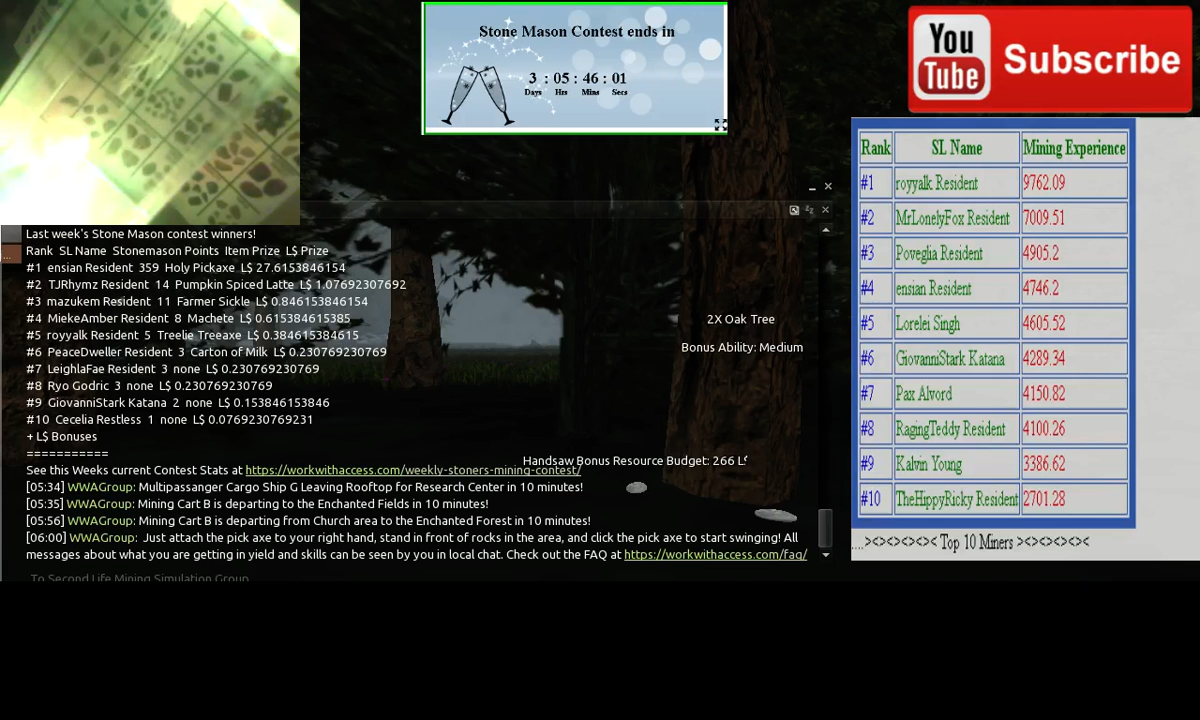 Stone Mason Contest ends in
3 : 05 : 46 : 01
Days Hrs Mins Secs
You Tube Subscribe
Rank SL Name Mining Experience
#1 royyalk Resident 9762.09
#2 MrLonelyFox Resident 7009.51
#3 Poveglia Resident 4905.2
#4 ensian Resident 4746.2
#5 Lorelei Singh 4605.52
#6 GiovanniStark Katana 4289.34
#7 Pax Alvord 4150.82
#8 RagingTeddy Resident 4100.26
#9 Kalvin Young 3386.62
#10 TheHippyRicky Resident 2701.28
....><><><>< Top 10 Miners ><><><><
Last week's Stone Mason contest winners!
Rank SL Name Stonemason Points Item Prize L$ Prize
#1 ensian Resident 359 Holy Pickaxe L$ 27.6153846154
#2 TJRhymz Resident 14 Pumpkin Spiced Latte L$ 1.07692307692
#3 mazukem Resident 11 Farmer Sickle L$ 0.846153846154
#4 MiekeAmber Resident 8 Machete L$ 0.615384615385
#5 royyalk Resident 5 Treelie Treeaxe L$ 0.384615384615
#6 PeaceDweller Resident 3 Carton of Milk L$ 0.230769230769
#7 LeighlaFae Resident 3 none L$ 0.230769230769
#8 Ryo Godric 3 none L$ 0.230769230769
#9 GiovanniStark Katana 2 none L$ 0.153846153846
#10 Cecelia Restless 1 none L$ 0.0769230769231
+ L$ Bonuses
===========
See this Weeks current Contest Stats at https://workwithaccess.com/weekly-stoners-mining-contest/
[05:34] WWAGroup: Multipassanger Cargo Ship G Leaving Rooftop for Research Center in 10 minutes!
[05:35] WWAGroup: Mining Cart B is departing to the Enchanted Fields in 10 minutes!
[05:56] WWAGroup: Mining Cart B is departing from Church area to the Enchanted Forest in 10 minutes!
[06:00] WWAGroup: Just attach the pick axe to your right hand, stand in front of rocks in the area, and click the pick axe to start swinging! All
messages about what you are getting in yield and skills can be seen by you in local chat. Check out the FAQ at https://workwithaccess.com/faq/
To Second Life Mining Simulation Group
2X Oak Tree
Bonus Ability: Medium
Handsaw Bonus Resource Budget: 266 L$